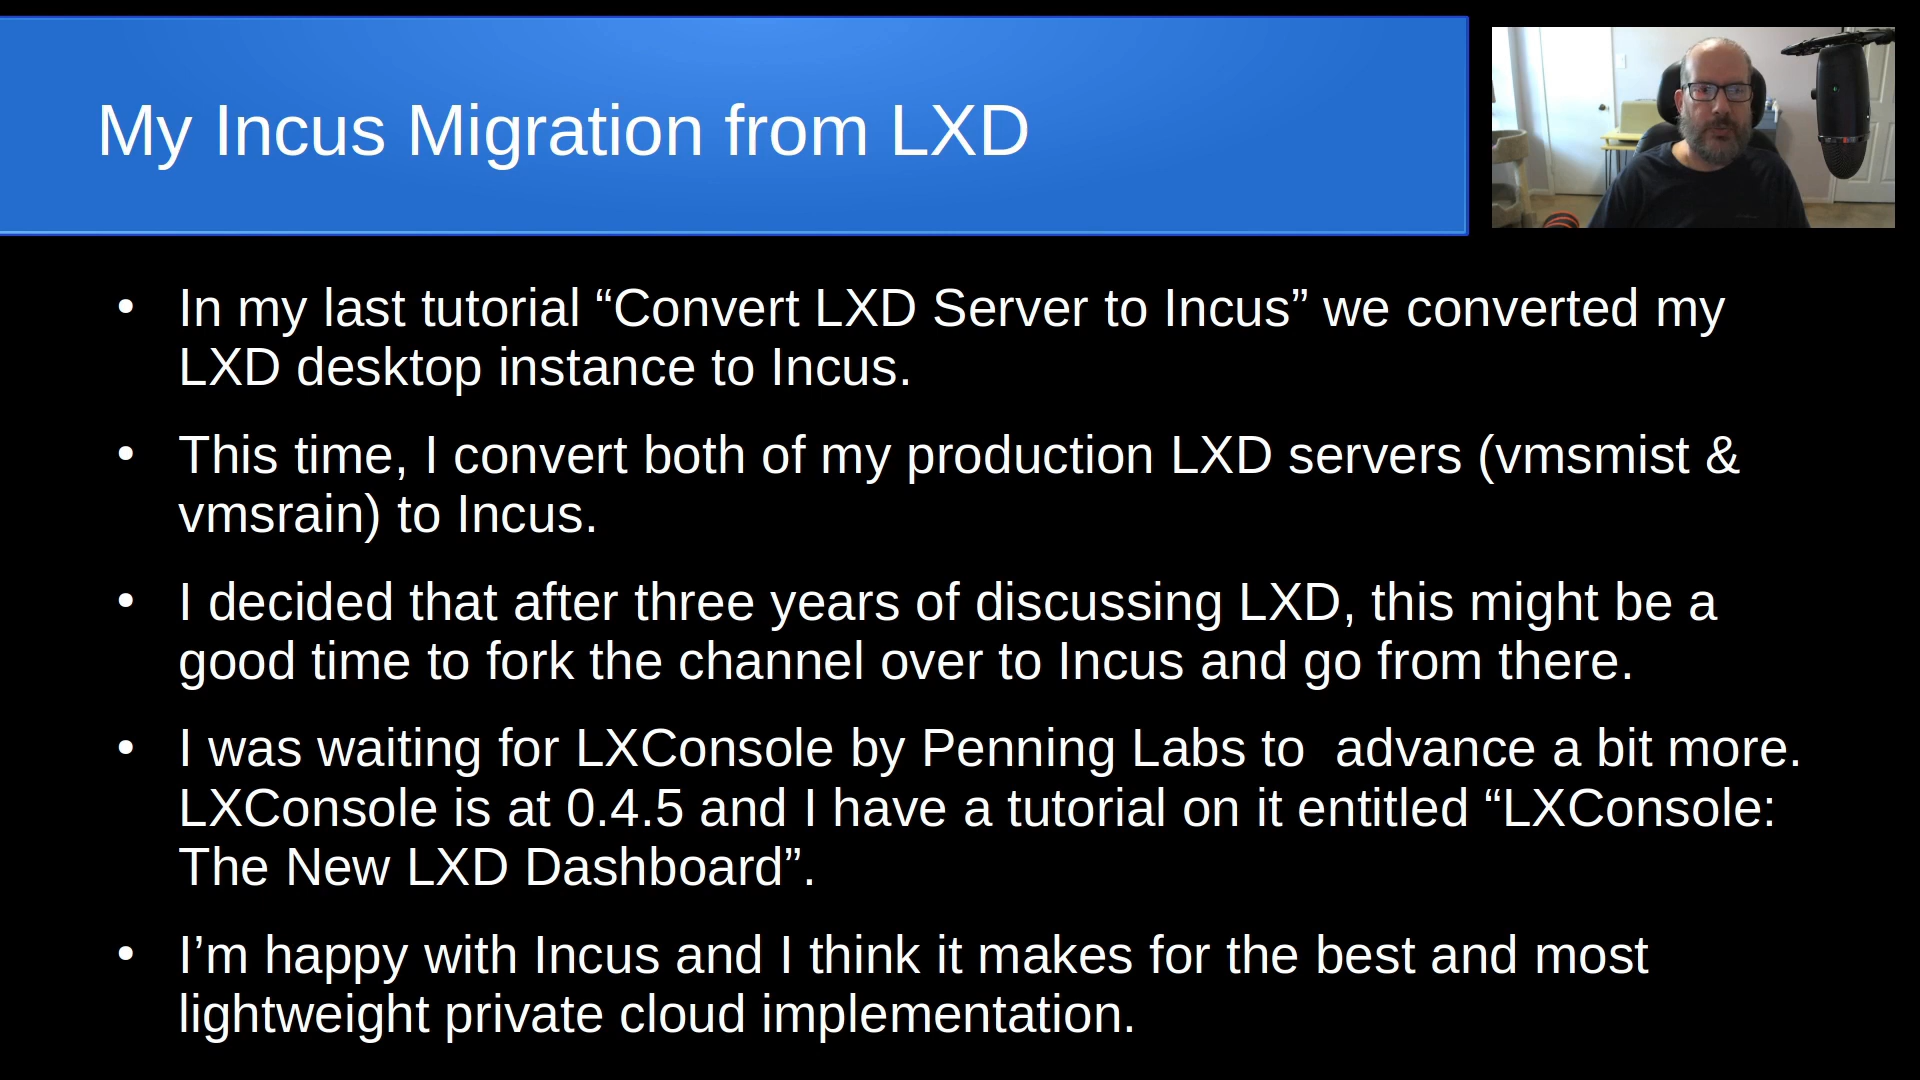 My Incus Migration from LXD
• In my last tutorial “Convert LXD Server to Incus” we converted my
LXD desktop instance to Incus.
• This time, I convert both of my production LXD servers (vmsmist &
vmsrain) to Incus.
• I decided that after three years of discussing LXD, this might be a
good time to fork the channel over to Incus and go from there.
• I was waiting for LXConsole by Penning Labs to  advance a bit more.
LXConsole is at 0.4.5 and I have a tutorial on it entitled “LXConsole:
The New LXD Dashboard”.
• I’m happy with Incus and I think it makes for the best and most
lightweight private cloud implementation.